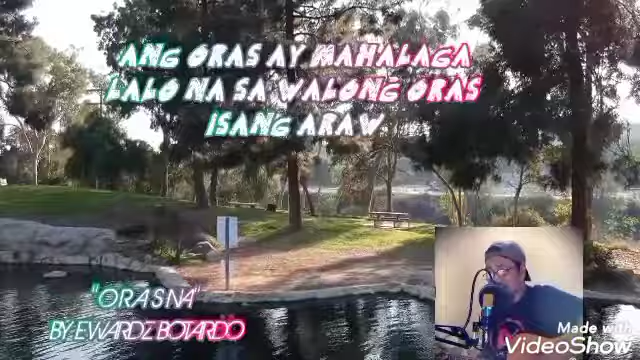 ANG ORAS AY MAHALAGA
LALO NA SA WALONG ORAS
ISANG ARAW
"ORAS NA"
BY: EWARDZ BOTARDO
Made with
VideoShow